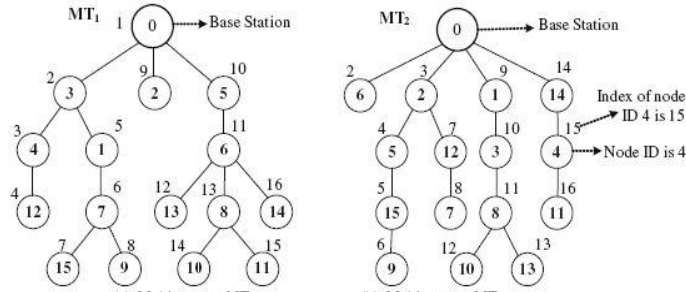 MT1
1 0 Base Station
2 3 9 2 10 5
3 4 5 1 11 6
4 12 6 7 12 13 13 8 16 14
7 15 8 9 14 10 15 11
MT2
0 Base Station
2 6 3 2 9 1 14 14
Index of node
ID 4 is 15
4 5 7 12 10 3 15 4 Node ID is 4
5 15 8 7 11 8 16 11
6 9 12 10 13 13